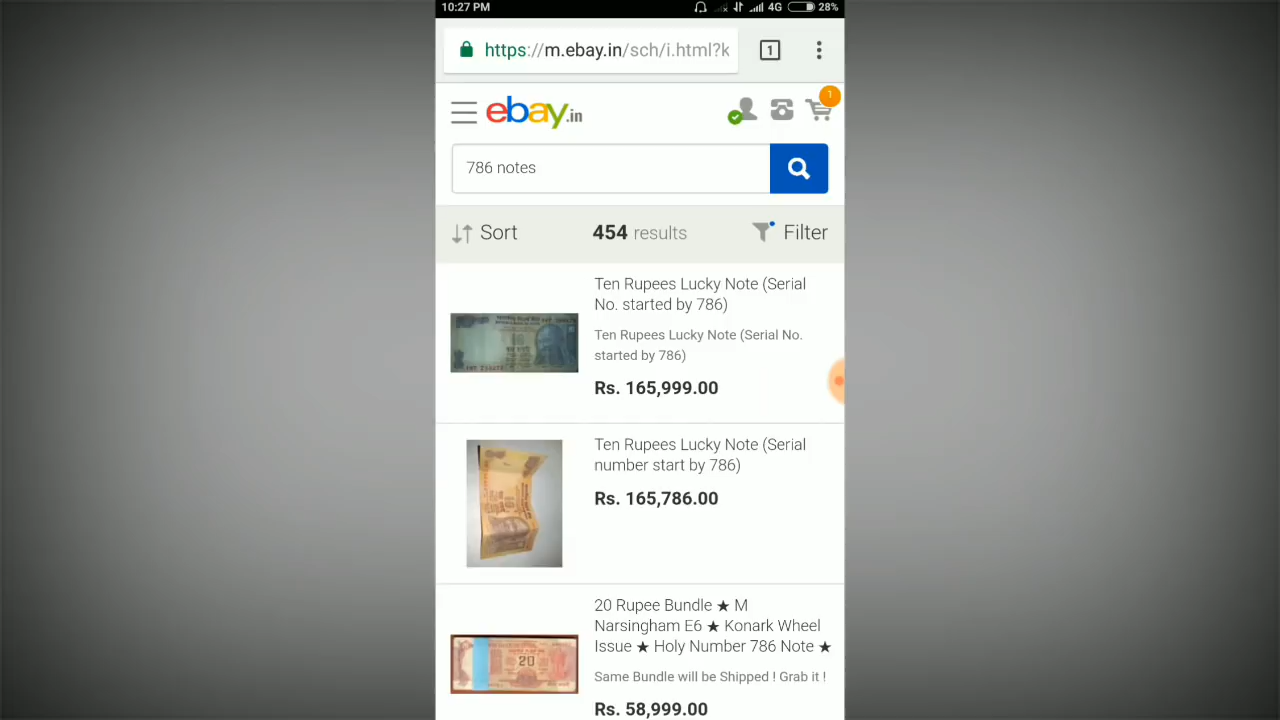 10:27 PM 4G 28%
https://m.ebay.in/sch/i.html?k 1
ebay.in 1
786 notes
Sort 454 results Filter
Ten Rupees Lucky Note (Serial
No. started by 786)
Ten Rupees Lucky Note (Serial No.
started by 786)
Rs. 165,999.00
Ten Rupees Lucky Note (Serial
number start by 786)
Rs. 165,786.00
20 Rupee Bundle ★ M
Narsingham E6 ★ Konark Wheel
Issue ★ Holy Number 786 Note ★
Same Bundle will be Shipped ! Grab it !
20
Rs. 58,999.00